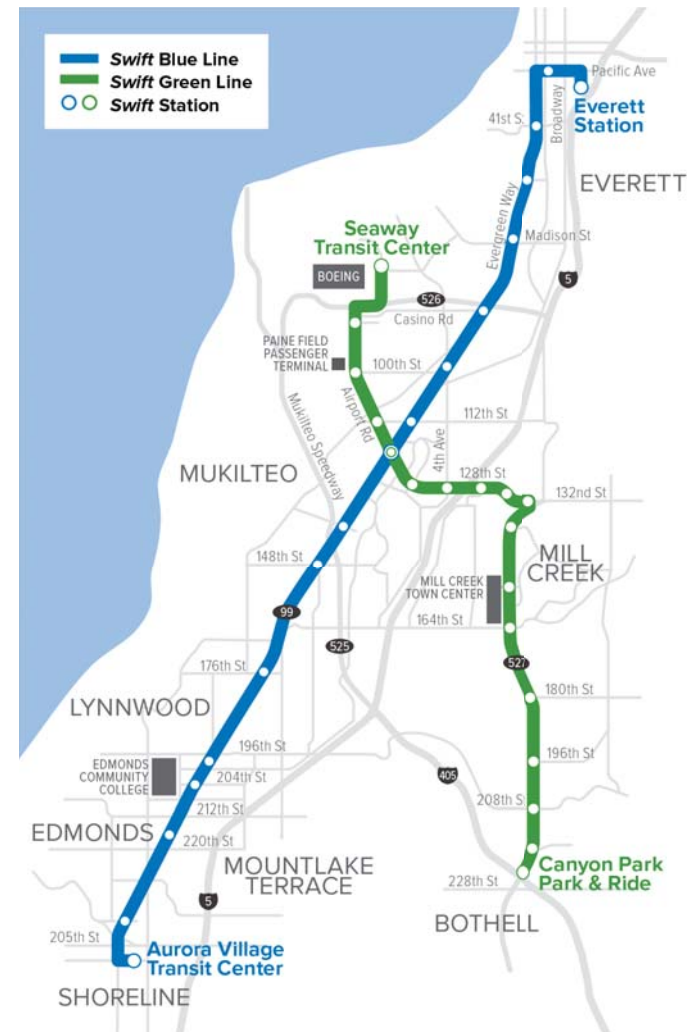 Swift Blue Line
Swift Green Line
Swift Station
Pacific Ave
Everett
Station
Broadway
41st S
EVERETT
Evergreen Way
Madison St
Seaway
Transit Center
BOEING
5
526
Casino Rd
PAINE FIELD
PASSENGER
TERMINAL
100th St
Airport Rd
Mukilteo Speedway
112th St
4th Ave
128th St
MUKILTEO
132nd St
148th St
MILL
CREEK
MILL CREEK
TOWN CENTER
99
164th St
525
527
176th St
180th St
LYNNWOOD
196th St
196th St
EDMONDS
COMMUNITY
COLLEGE
204th St
405
208th S
212th St
EDMONDS
220th St
MOUNTLAKE
TERRACE
Canyon Park
Park & Ride
228th St
5
BOTHELL
205th St
Aurora Village
Transit Center
SHORELINE